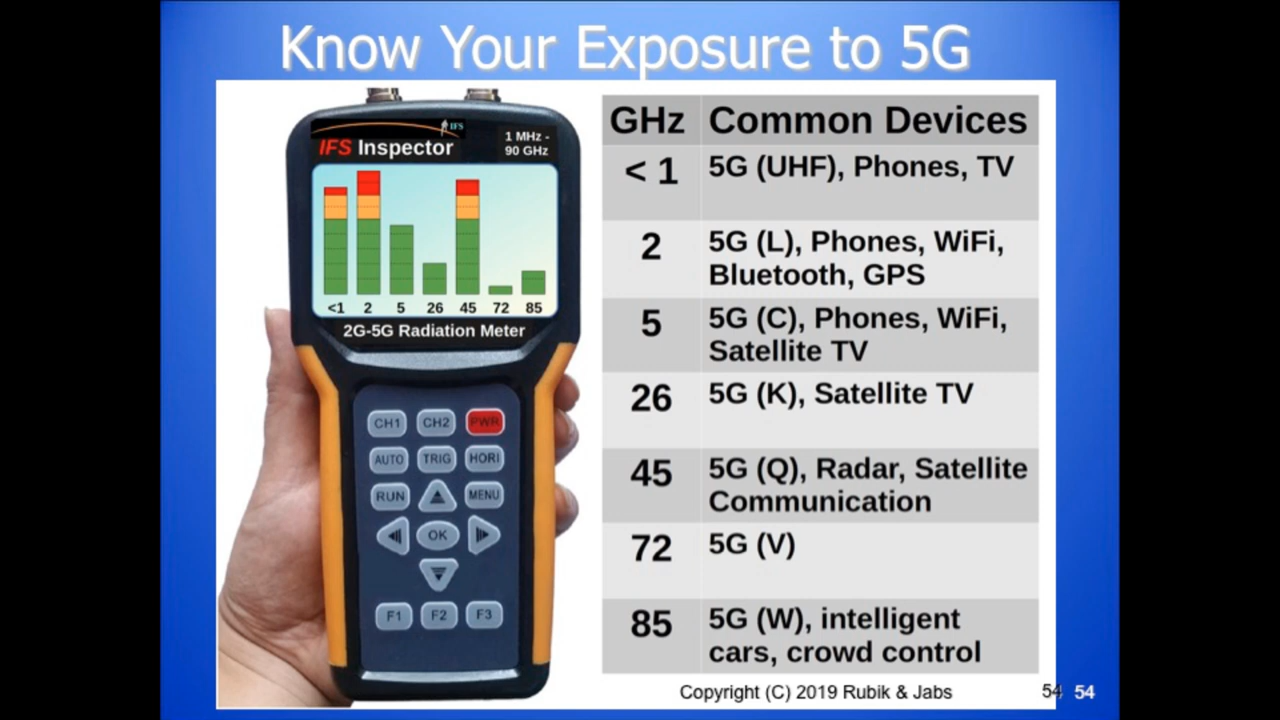 Know Your Exposure to 5G
IFS
IFS Inspector
1 MHz -
90 GHz
<1 2 5 26 45 72 85
2G-5G Radiation Meter
CH1 CH2 PWR
AUTO TRIG HORI
RUN MENU
OK
F1 F2 F3
GHz Common Devices
< 1 5G (UHF), Phones, TV
2 5G (L), Phones, WiFi,
Bluetooth, GPS
5 5G (C), Phones, WiFi,
Satellite TV
26 5G (K), Satellite TV
45 5G (Q), Radar, Satellite
Communication
72 5G (V)
85 5G (W), intelligent
cars, crowd control
Copyright (C) 2019 Rubik & Jabs
54 54